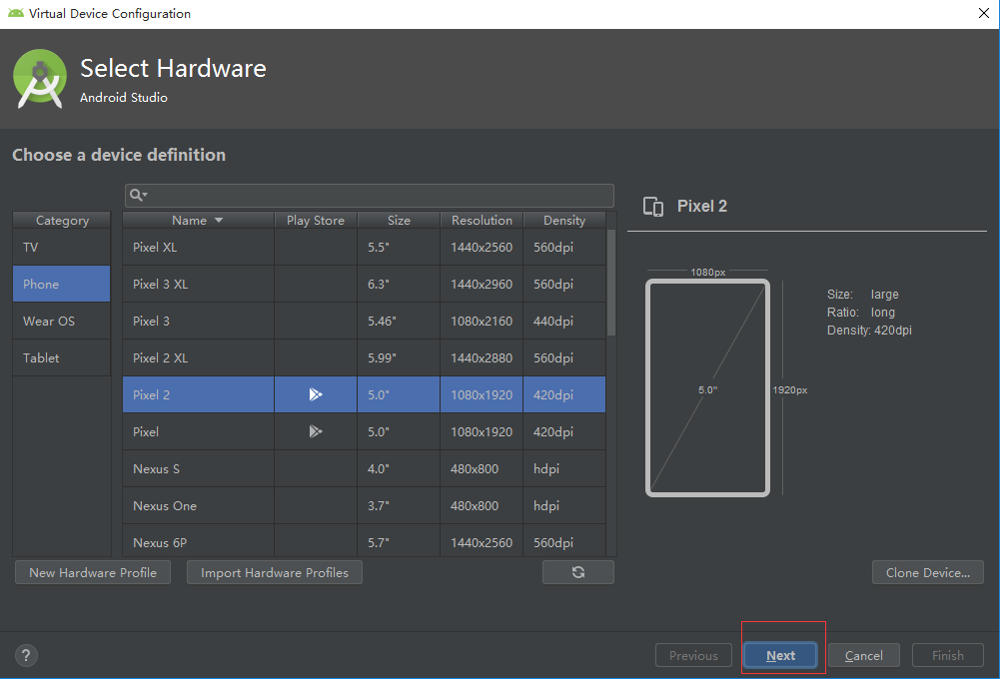 Virtual Device Configuration
Select Hardware
Android Studio
Choose a device definition
Category
TV
Phone
Wear OS
Tablet
Name Play Store Size Resolution Density
Pixel XL 5.5" 1440x2560 560dpi
Pixel 3 XL 6.3" 1440x2960 560dpi
Pixel 3 5.46" 1080x2160 440dpi
Pixel 2 XL 5.99" 1440x2880 560dpi
Pixel 2 5.0" 1080x1920 420dpi
Pixel 5.0" 1080x1920 420dpi
Nexus S 4.0" 480x800 hdpi
Nexus One 3.7" 480x800 hdpi
Nexus 6P 5.7" 1440x2560 560dpi
New Hardware Profile Import Hardware Profiles
Pixel 2
1080px
5.0"
1920px
Size: large
Ratio: long
Density: 420dpi
Clone Device...
? Previous Next Cancel Finish